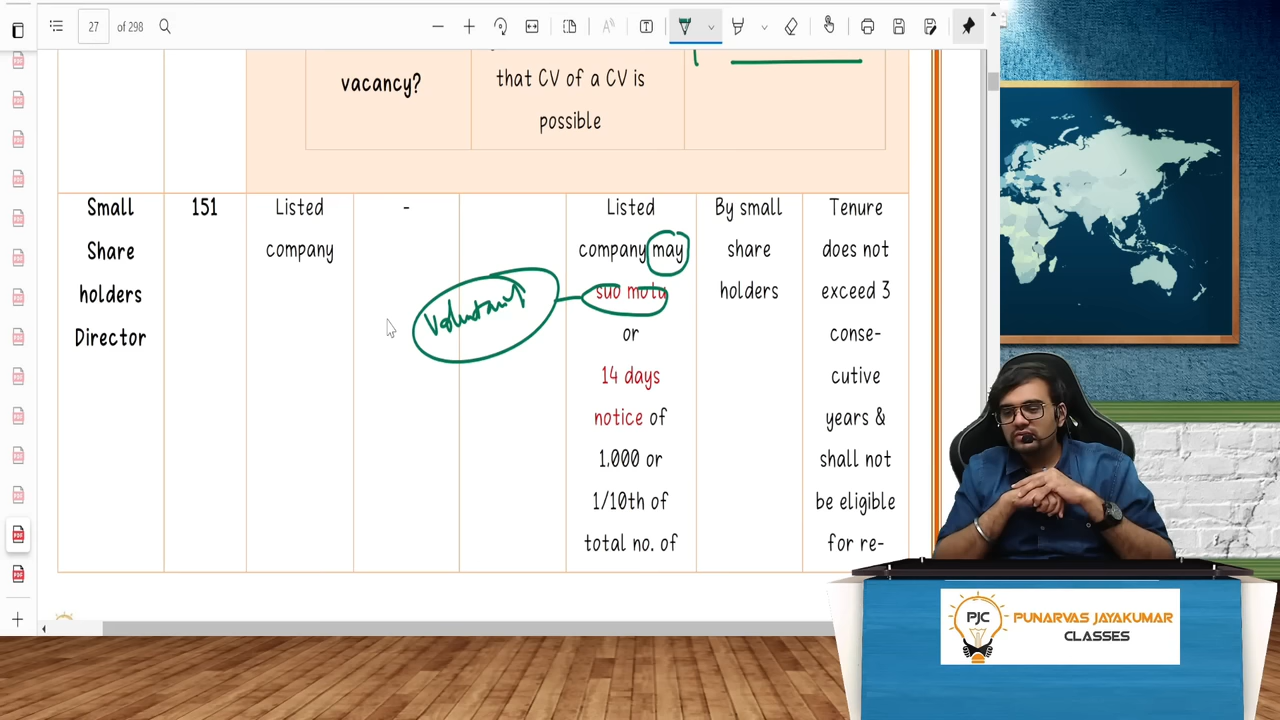 27
of 298
vacancy?
that CV of a CV is
possible
Small
Share
holders
Director
151
Listed
company
-
Voluntary
Listed
company may
suo motu
or
14 days
notice of
1.000 or
1/10th of
total no. of
By small
share
holders
Tenure
does not
exceed 3
conse-
cutive
years &
shall not
be eligible
for re-
PJC
PUNARVAS JAYAKUMAR
CLASSES